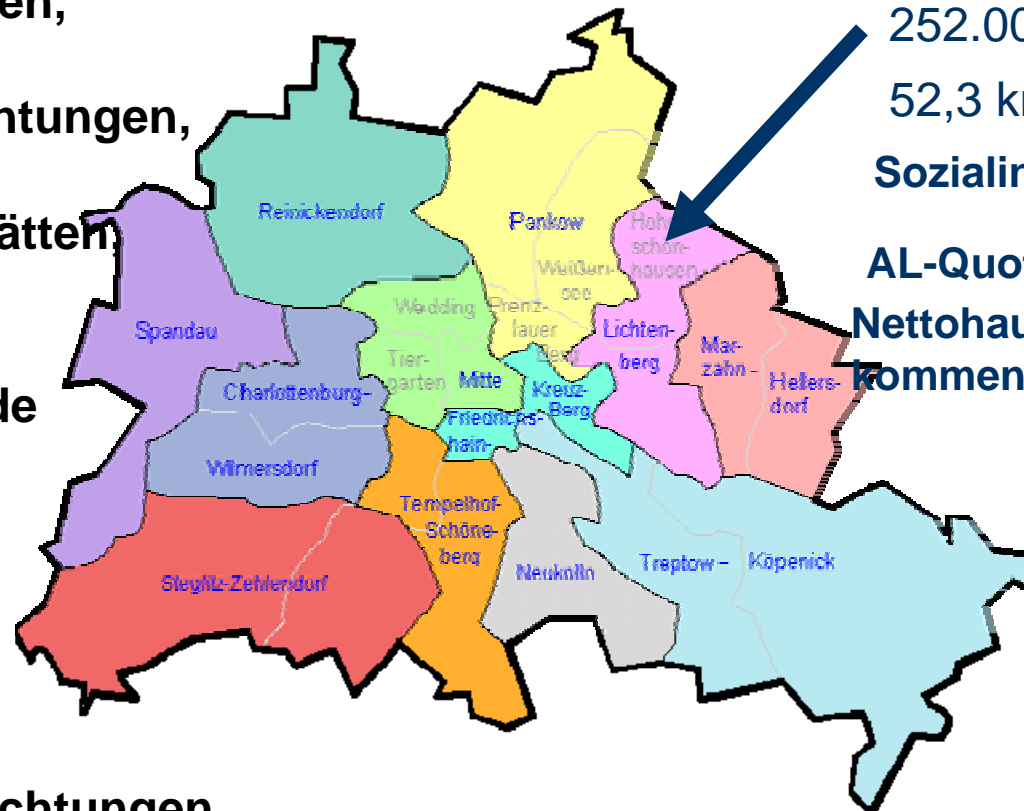 en,
htungen,
ätten,
de
chtungen
252.00
52,3 k
Sozialin
AL-Quot
Nettohau
kommen
Reinickendorf
Pankow
Hohen-
schön-
hausen
Weißen-
see
Wedding
Prenz-
lauer
Berg
Spandau
Lichten-
berg
Mar-
zahn-
Hellers-
dorf
Tier-
garten
Mitte
Kreuz-
Berg
Charlottenburg-
Friedrichs-
hain-
Wilmersdorf
Tempelhof-
Schöne-
berg
Treptow – Köpenick
Neukölln
Steglitz-Zehlendorf